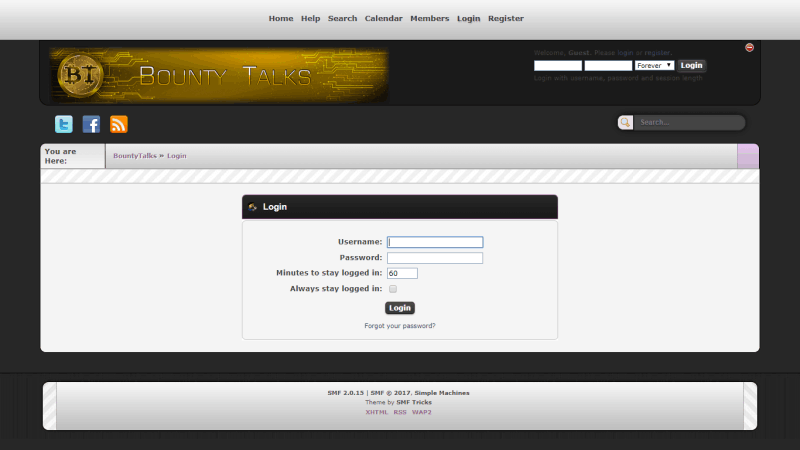 Home Help Search Calendar Members Login Register
BT BOUNTY TALKS
Welcome, Guest. Please login or register.
Forever Login
Login with username, password and session length
Search...
You are Here:
BountyTalks » Login
Login
Username:
Password:
Minutes to stay logged in: 60
Always stay logged in:
Login
Forgot your password?
SMF 2.0.15 | SMF © 2017, Simple Machines
Theme by SMF Tricks
XHTML RSS WAP2